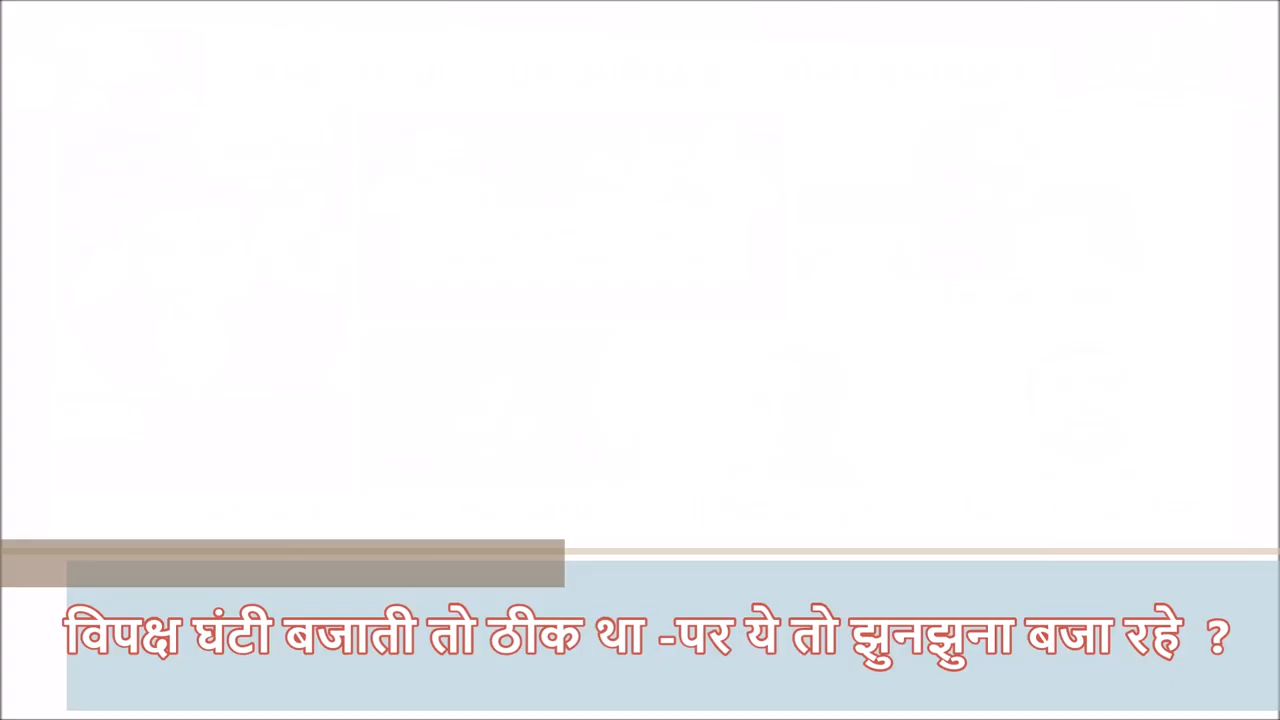 विपक्ष घंटी बजाती तो ठीक था -पर ये तो झुनझुना बजा रहे ?